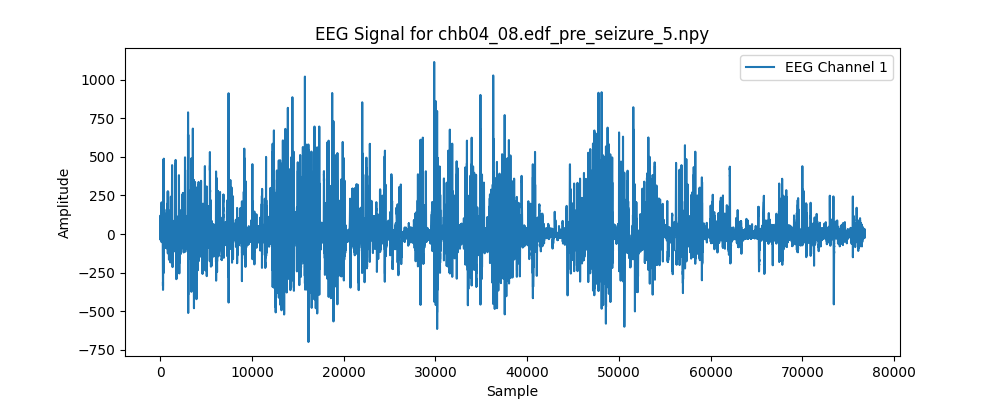 EEG Signal for chb04_08.edf_pre_seizure_5.npy
EEG Channel 1
1000
750
500
250
0
−250
−500
−750
Amplitude
0 10000 20000 30000 40000 50000 60000 70000 80000
Sample